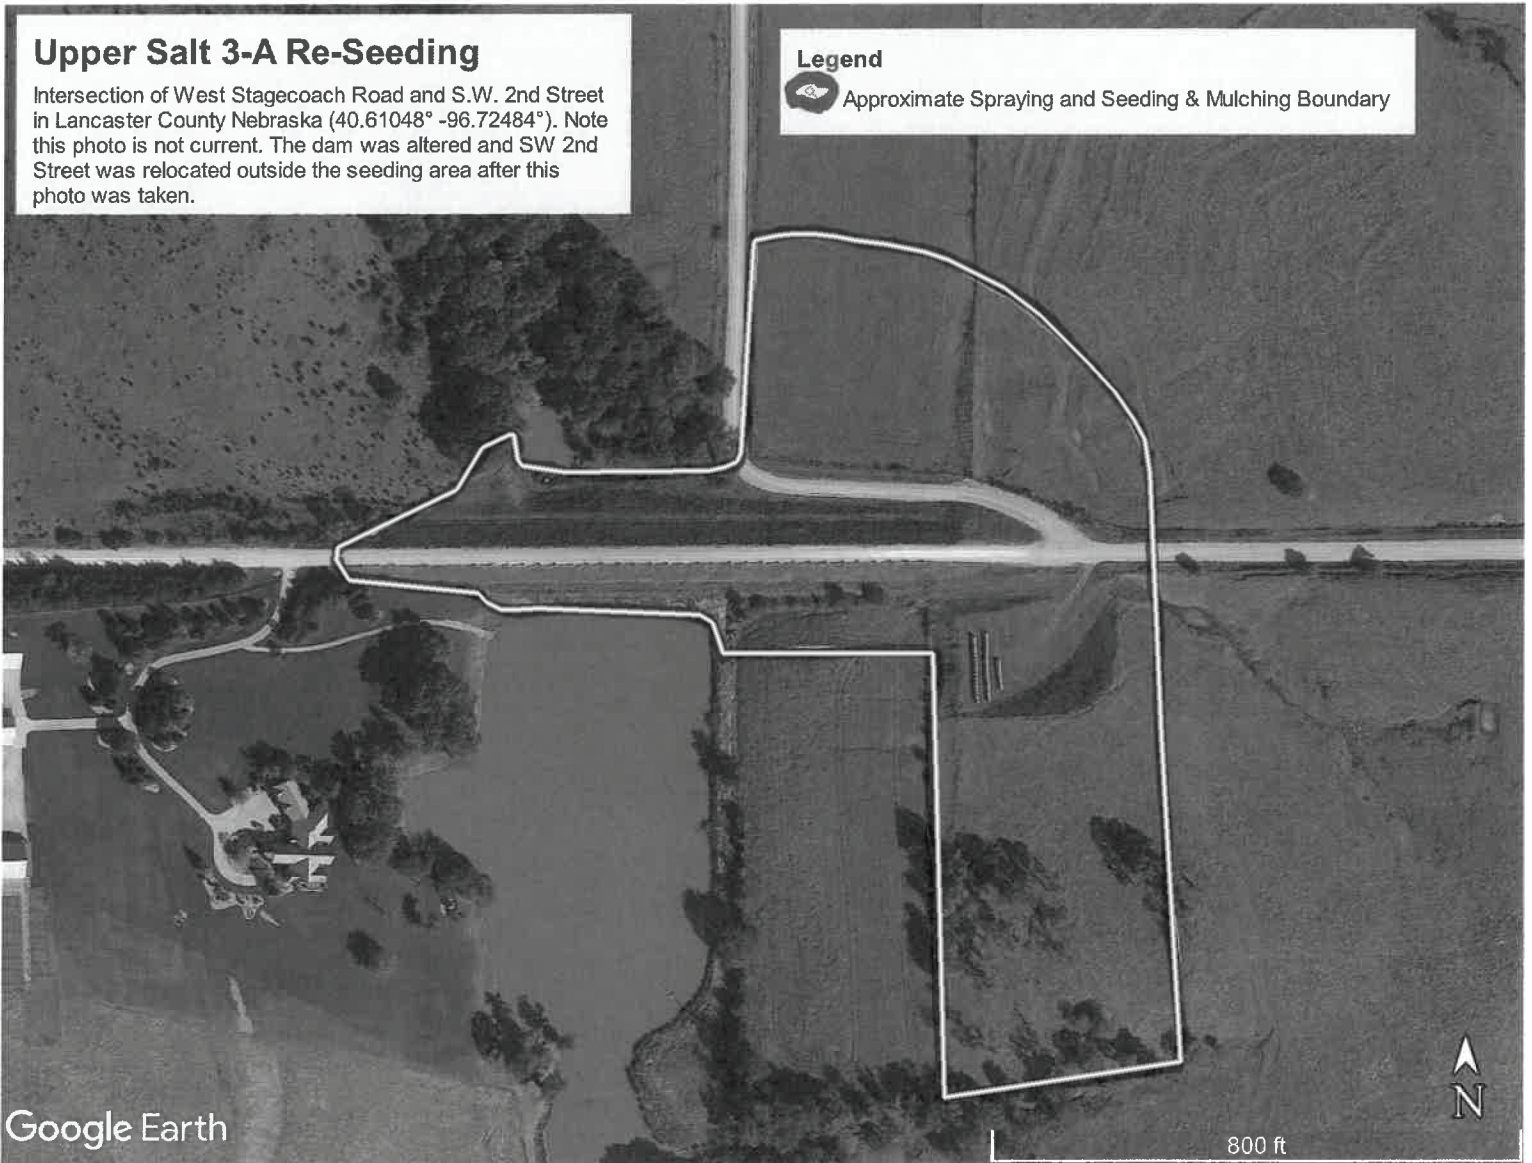 Upper Salt 3-A Re-Seeding
Intersection of West Stagecoach Road and S.W. 2nd Street
in Lancaster County Nebraska (40.61048° -96.72484°). Note
this photo is not current. The dam was altered and SW 2nd
Street was relocated outside the seeding area after this
photo was taken.
Legend
Approximate Spraying and Seeding & Mulching Boundary
Google Earth
N
800 ft